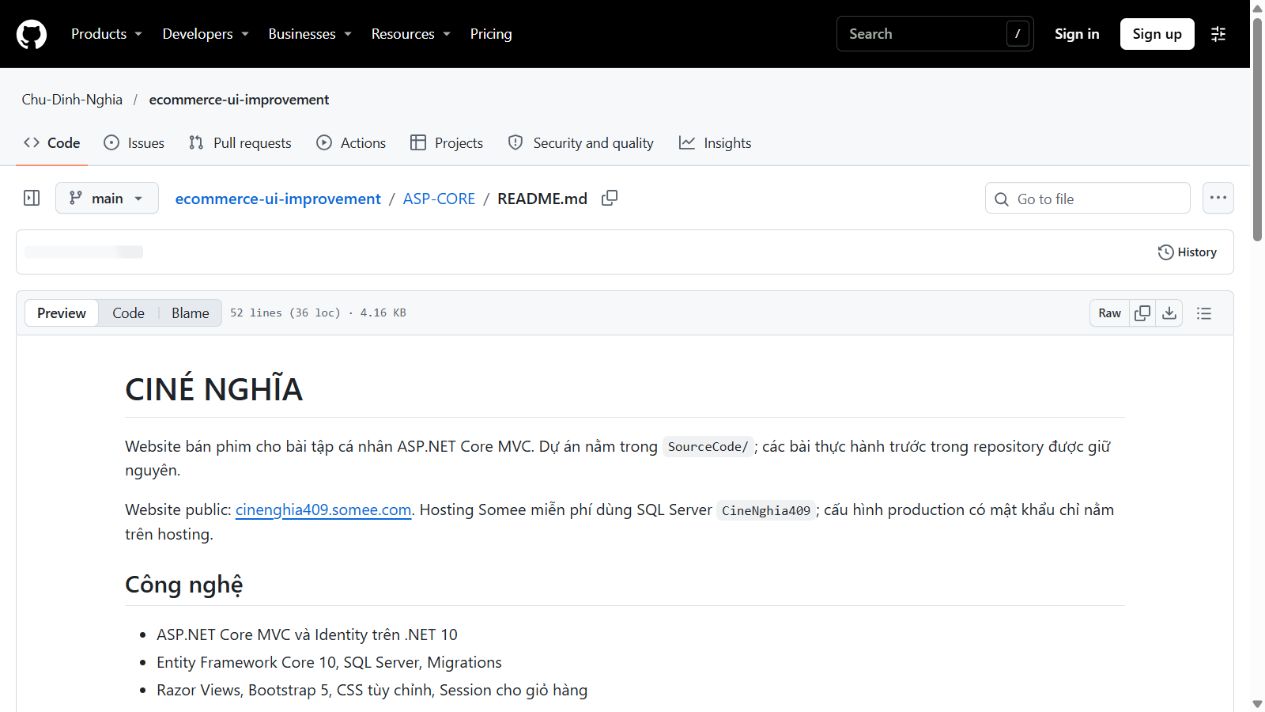 Products Developers Businesses Resources Pricing Search / Sign in Sign up
Chu-Dinh-Nghia / ecommerce-ui-improvement
Code Issues Pull requests Actions Projects Security and quality Insights
main ecommerce-ui-improvement / ASP-CORE / README.md Go to file
History
Preview Code Blame 52 lines (36 loc) · 4.16 KB Raw
CINÉ NGHĨA
Website bán phim cho bài tập cá nhân ASP.NET Core MVC. Dự án nằm trong SourceCode/; các bài thực hành trước trong repository được giữ
nguyên.
Website public: cinenghia409.somee.com. Hosting Somee miễn phí dùng SQL Server CineNghia409; cấu hình production có mật khẩu chỉ nằm
trên hosting.
Công nghệ
ASP.NET Core MVC và Identity trên .NET 10
Entity Framework Core 10, SQL Server, Migrations
Razor Views, Bootstrap 5, CSS tùy chỉnh, Session cho giỏ hàng